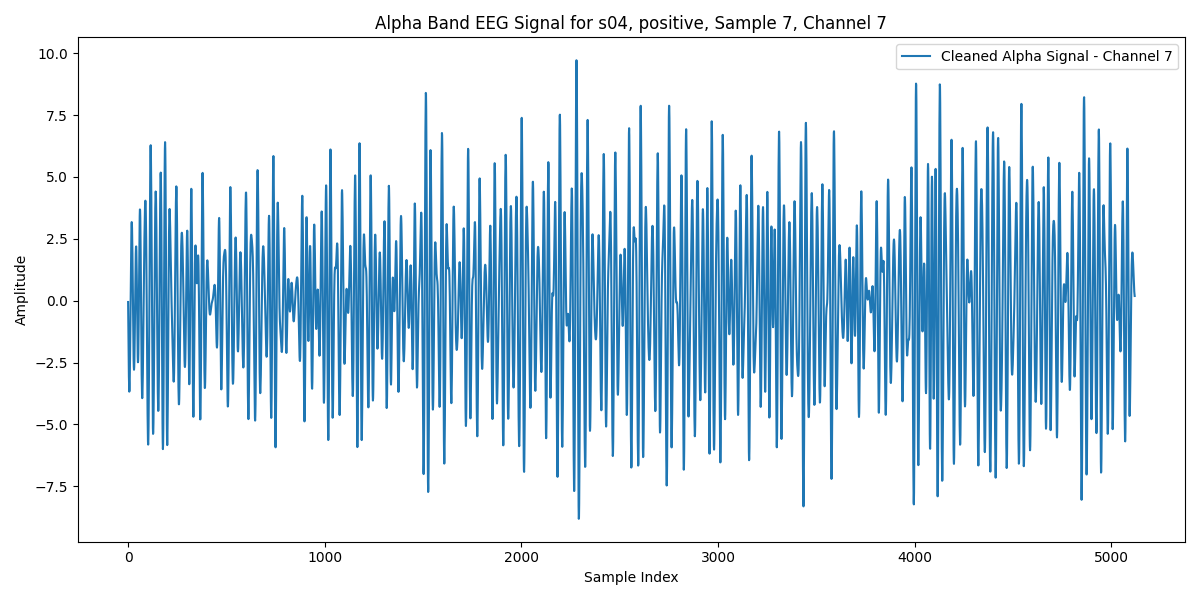 Alpha Band EEG Signal for s04, positive, Sample 7, Channel 7
Cleaned Alpha Signal - Channel 7
Amplitude
10.0
7.5
5.0
2.5
0.0
−2.5
−5.0
−7.5
0 1000 2000 3000 4000 5000
Sample Index